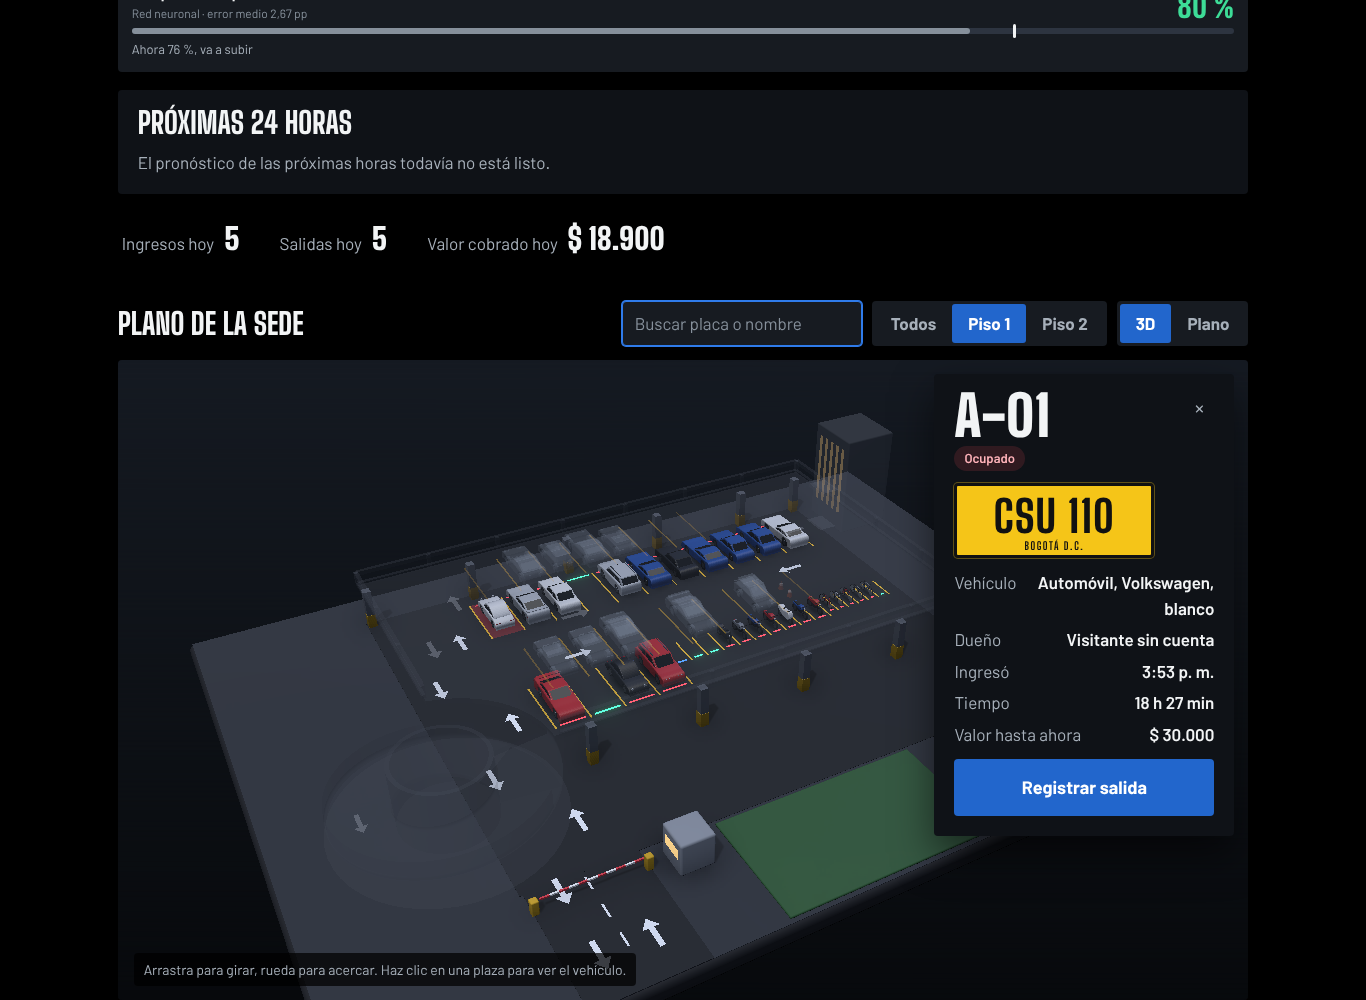 Red neuronal · error medio 2,67 pp
80 %
Ahora 76 %, va a subir
PRÓXIMAS 24 HORAS
El pronóstico de las próximas horas todavía no está listo.
Ingresos hoy 5 Salidas hoy 5 Valor cobrado hoy $ 18.900
PLANO DE LA SEDE
Buscar placa o nombre
Todos Piso 1 Piso 2
3D Plano
A-01
×
Ocupado
CSU 110
BOGOTÁ D.C.
Vehículo Automóvil, Volkswagen,
blanco
Dueño Visitante sin cuenta
Ingresó 3:53 p. m.
Tiempo 18 h 27 min
Valor hasta ahora $ 30.000
Registrar salida
Arrastra para girar, rueda para acercar. Haz clic en una plaza para ver el vehículo.